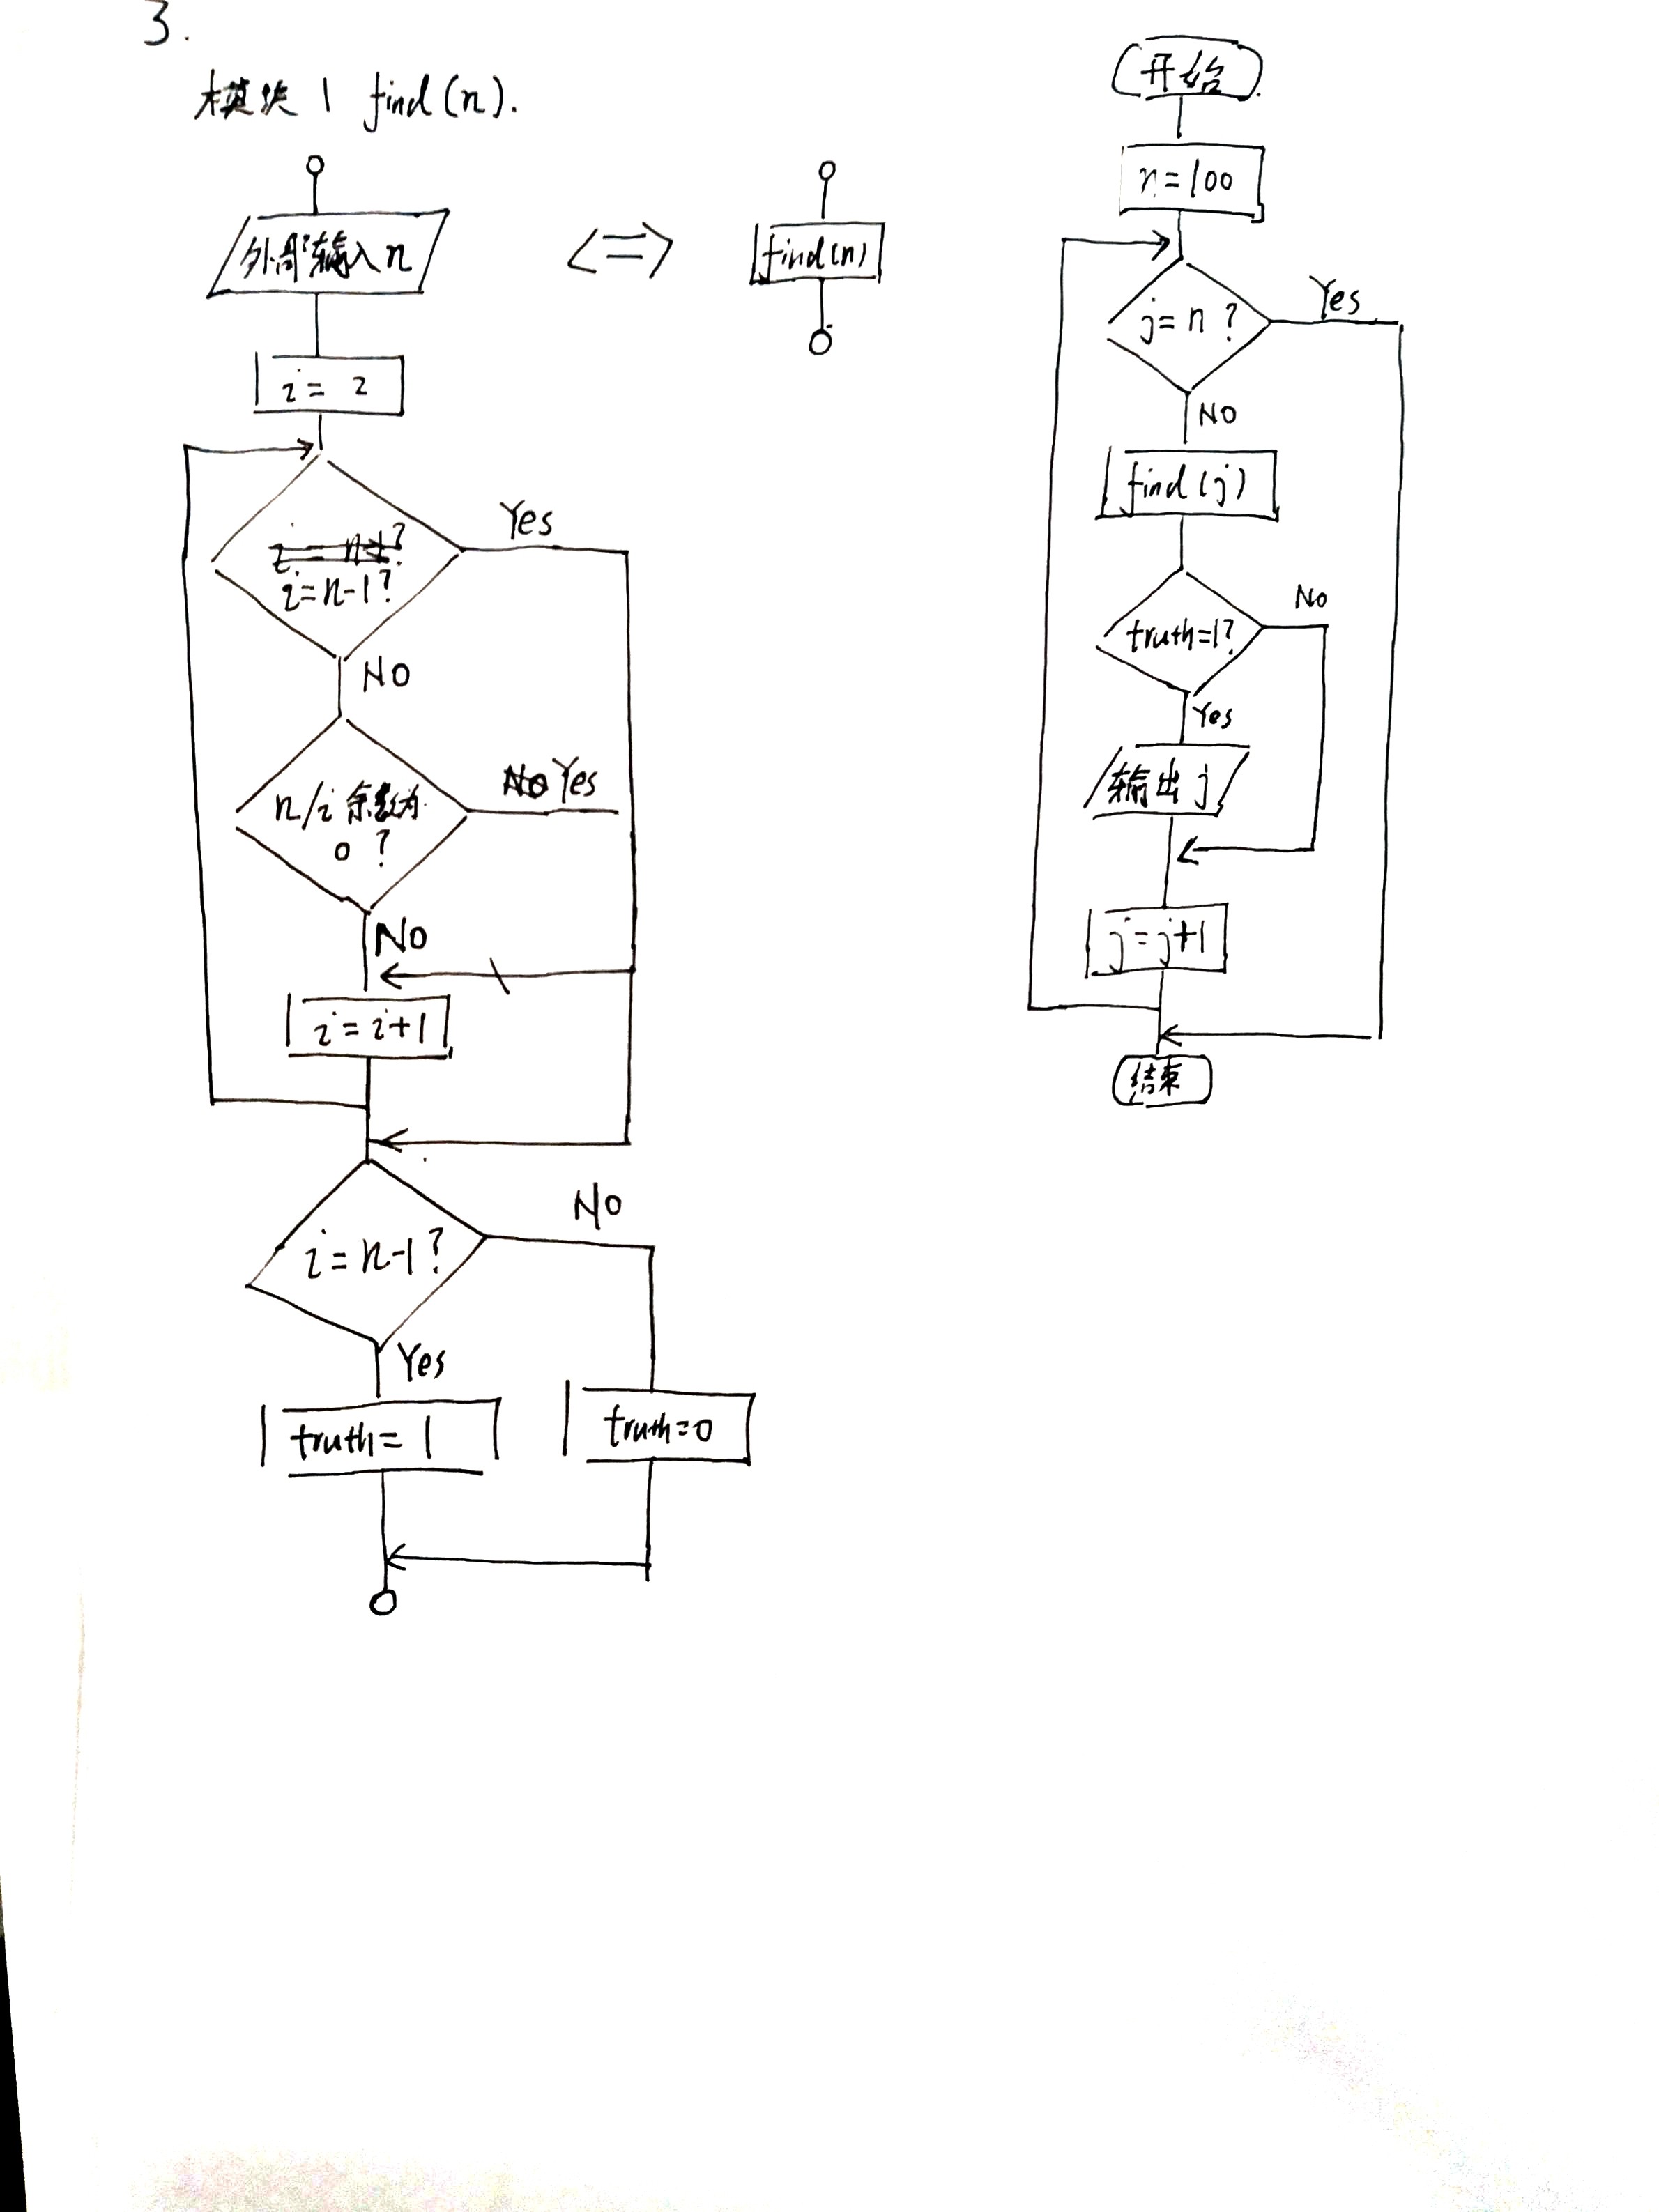 3.
模块 1 find(n).
外部输入n
<=>
find(n)
i = 2
i=n-1?
Yes
NO
n/i 余数为
0 ?
Yes
No
i=i+1
i=n-1?
No
Yes
truth=1
truth=0
开始
n=100
j=n ?
Yes
NO
find(j)
truth=1?
No
Yes
输出j
j=j+1
结束